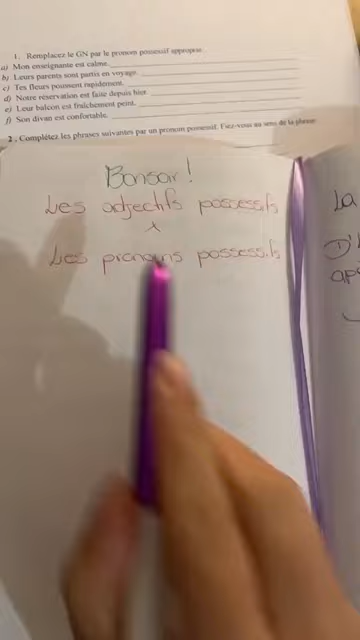 1. Remplacez le GN par le pronom possessif approprié.
a) Mon enseignante est calme.
b) Leurs parents sont partis en voyage.
c) Tes fleurs poussent rapidement.
d) Notre réservation est faite depuis hier.
e) Leur balcon est fraîchement peint.
f) Son divan est confortable.
2. Complétez les phrases suivantes par un pronom possessif. Fiez-vous au sens de la phrase
Bonsoir!
Les adjectifs possessifs
x
Les pronoms possessifs
La